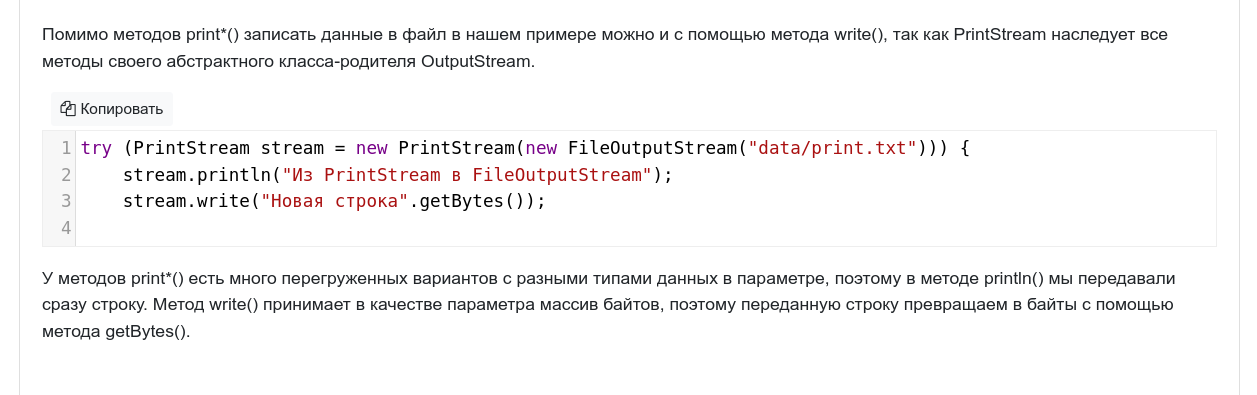 Помимо методов print*() записать данные в файл в нашем примере можно и с помощью метода write(), так как PrintStream наследует все
методы своего абстрактного класса-родителя OutputStream.
Копировать
1 try (PrintStream stream = new PrintStream(new FileOutputStream("data/print.txt"))) {
2     stream.println("Из PrintStream в FileOutputStream");
3     stream.write("Новая строка".getBytes());
4
У методов print*() есть много перегруженных вариантов с разными типами данных в параметре, поэтому в методе println() мы передавали
сразу строку. Метод write() принимает в качестве параметра массив байтов, поэтому переданную строку превращаем в байты с помощью
метода getBytes().